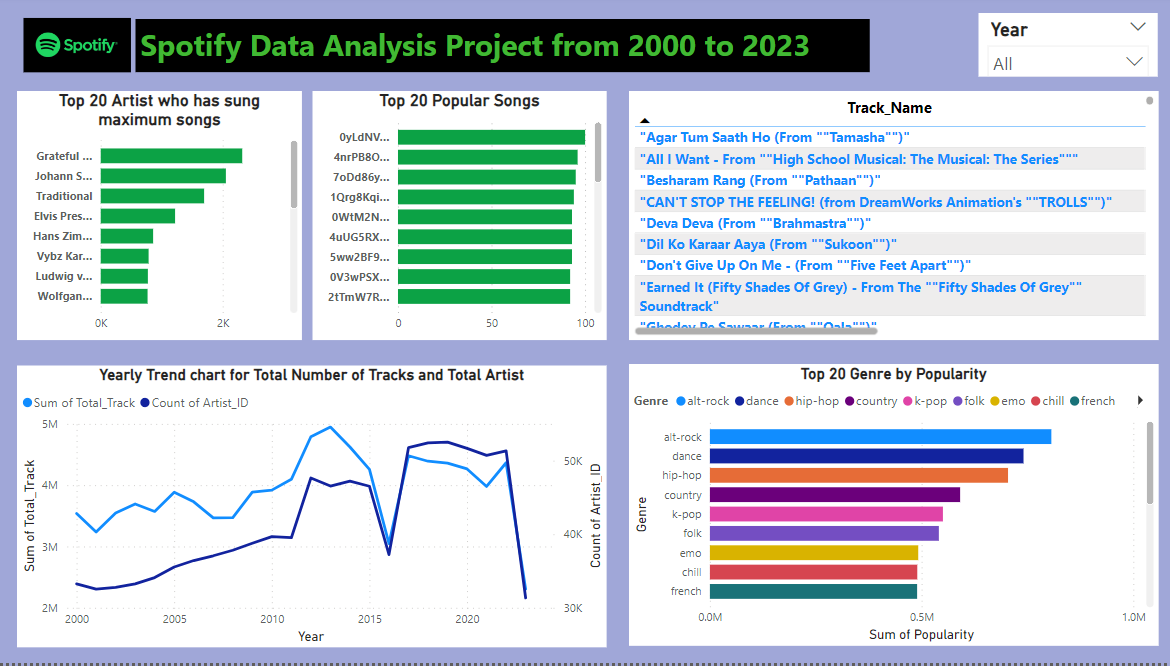 Spotify
Spotify Data Analysis Project from 2000 to 2023
Year
All
Top 20 Artist who has sung
maximum songs
Grateful ...
Johann S...
Traditional
Elvis Pres...
Hans Zim...
Vybz Kar...
Ludwig v...
Wolfgan...
0K
2K
Top 20 Popular Songs
0yLdNV...
4nrPB8O...
7oDd86y...
1Qrg8Kqi...
0WtM2N...
4uUG5RX...
5ww2BF9...
0V3wPSX...
2tTmW7R...
0
50
100
Track_Name
"Agar Tum Saath Ho (From ""Tamasha"")"
"All I Want - From ""High School Musical: The Musical: The Series"""
"Besharam Rang (From ""Pathaan"")"
"CAN'T STOP THE FEELING! (from DreamWorks Animation's ""TROLLS"")"
"Deva Deva (From ""Brahmastra"")"
"Dil Ko Karaar Aaya (From ""Sukoon"")"
"Don't Give Up On Me - (From ""Five Feet Apart"")"
"Earned It (Fifty Shades Of Grey) - From The ""Fifty Shades Of Grey""
Soundtrack"
"Ghodey Pe Sawaar (From ""Qala"")"
Yearly Trend chart for Total Number of Tracks and Total Artist
Sum of Total_Track Count of Artist_ID
5M
4M
3M
2M
Sum of Total_Track
50K
40K
30K
Count of Artist_ID
2000
2005
2010
2015
2020
Year
Top 20 Genre by Popularity
Genre alt-rock dance hip-hop country k-pop folk emo chill french
Genre
alt-rock
dance
hip-hop
country
k-pop
folk
emo
chill
french
0.0M
0.5M
1.0M
Sum of Popularity